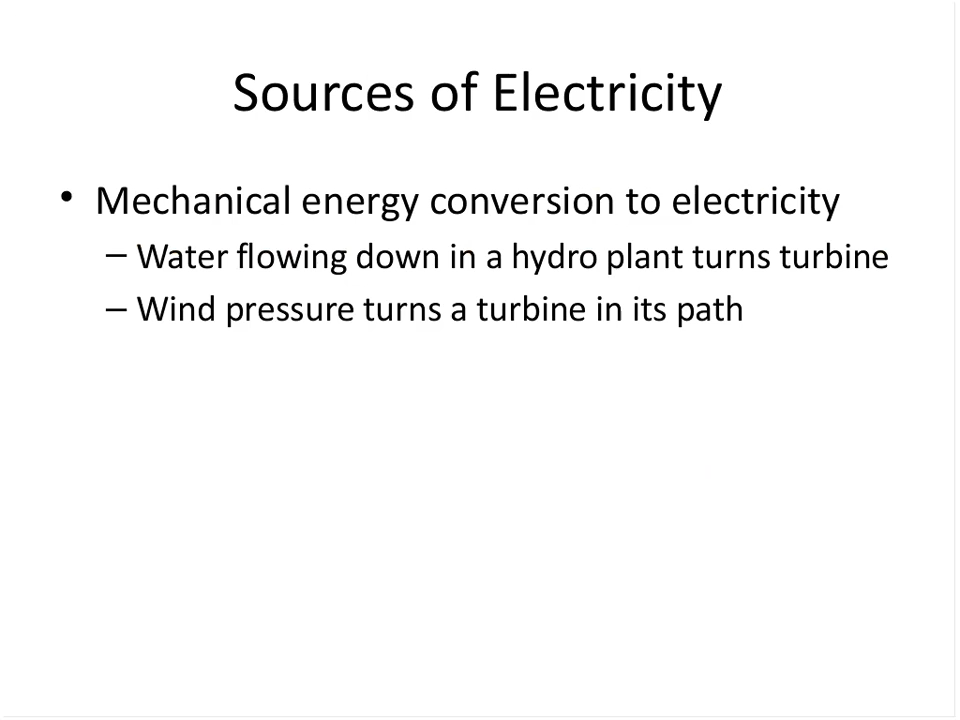 Sources of Electricity
• Mechanical energy conversion to electricity
– Water flowing down in a hydro plant turns turbine
– Wind pressure turns a turbine in its path